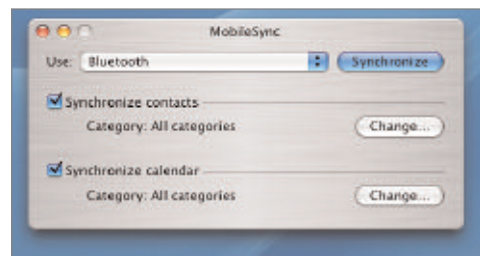 MobileSync
Use: Bluetooth Synchronize
Synchronize contacts
Category: All categories Change...
Synchronize calendar
Category: All categories Change...